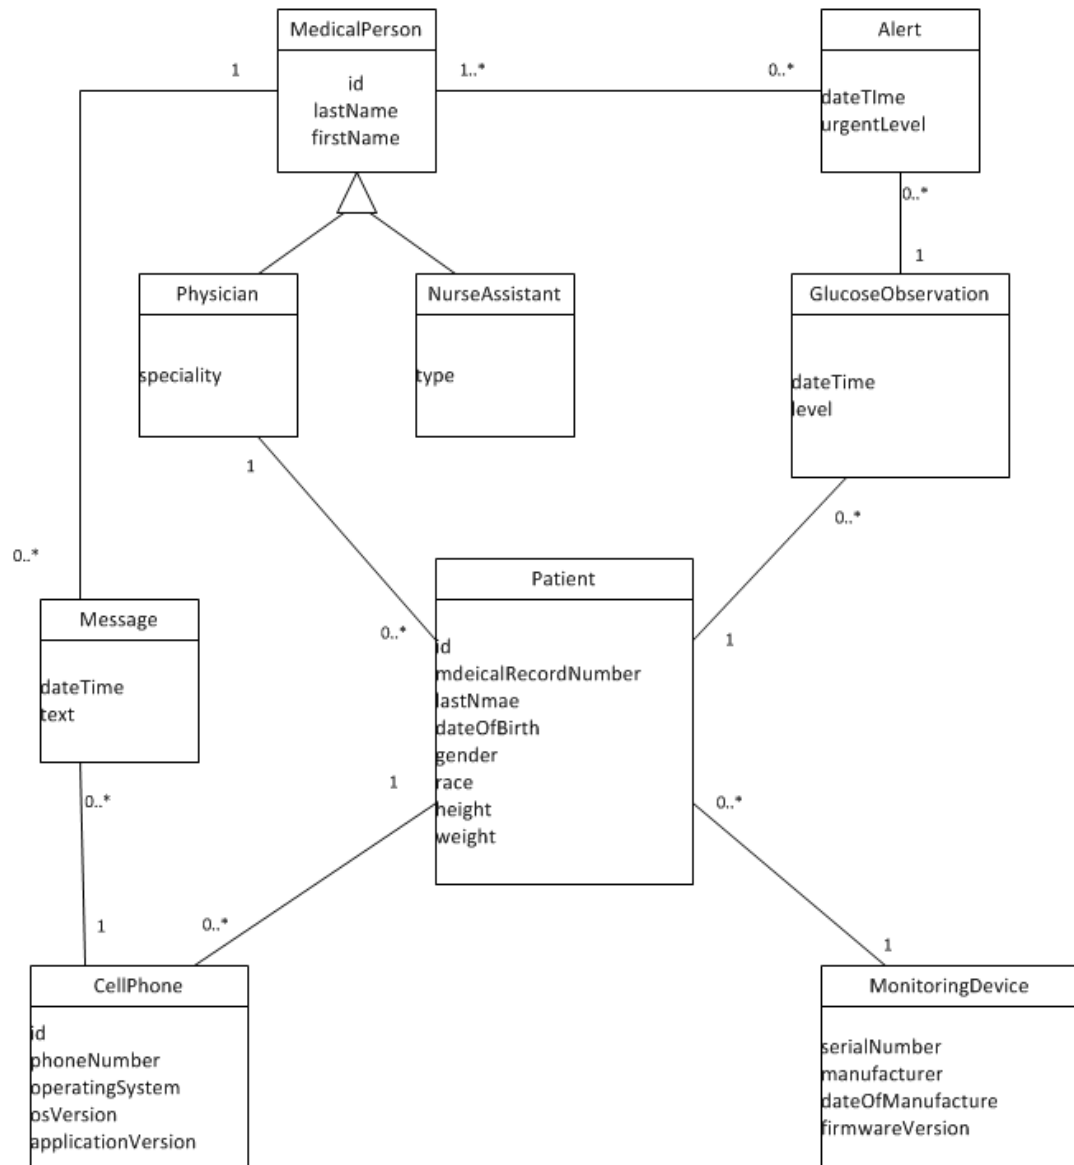 MedicalPerson
id
lastName
firstName
Alert
dateTIme
urgentLevel
1
1..*
0..*
0..*
1
Physician
speciality
NurseAssistant
type
GlucoseObservation
dateTime
level
1
0..*
0..*
Message
dateTime
text
0..*
1
Patient
id
mdeicalRecordNumber
lastNmae
dateOfBirth
gender
race
height
weight
0..*
1
0..*
1
0..*
1
CellPhone
id
phoneNumber
operatingSystem
osVersion
applicationVersion
MonitoringDevice
serialNumber
manufacturer
dateOfManufacture
firmwareVersion